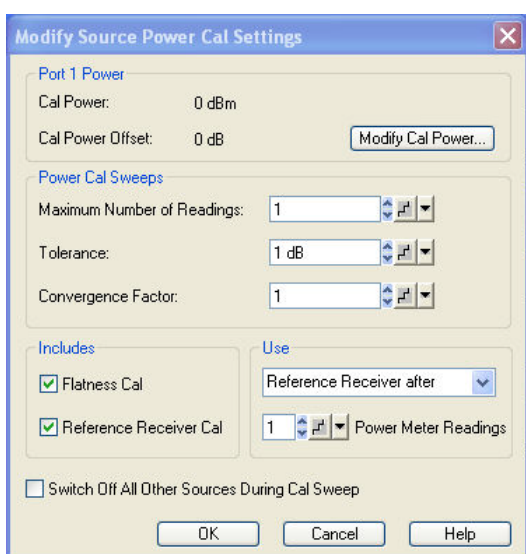 Modify Source Power Cal Settings
Port 1 Power
Cal Power: 0 dBm
Cal Power Offset: 0 dB Modify Cal Power...
Power Cal Sweeps
Maximum Number of Readings: 1
Tolerance: 1 dB
Convergence Factor: 1
Includes
Flatness Cal
Reference Receiver Cal
Use
Reference Receiver after
1 Power Meter Readings
Switch Off All Other Sources During Cal Sweep
OK Cancel Help